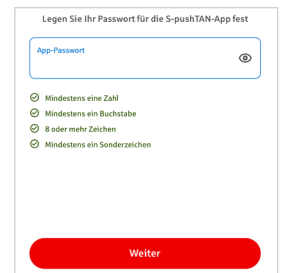 Legen Sie Ihr Passwort für die S-pushTAN-App fest
App-Passwort
Mindestens eine Zahl
Mindestens ein Buchstabe
8 oder mehr Zeichen
Mindestens ein Sonderzeichen
Weiter